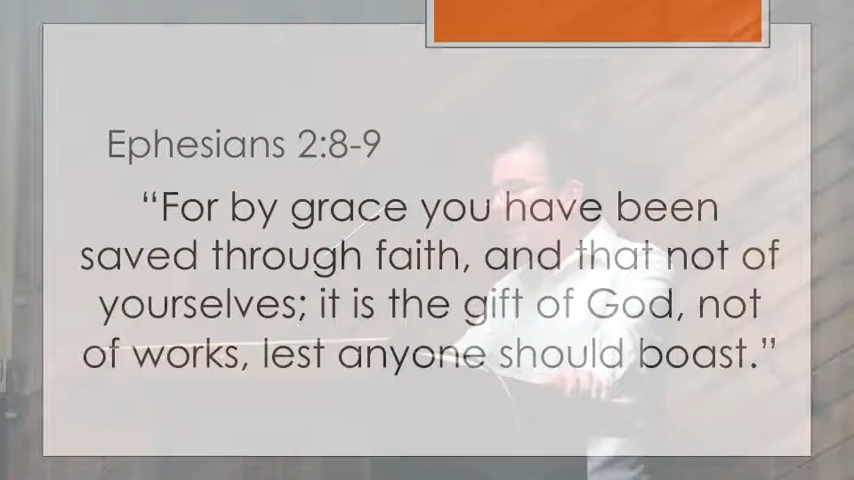 Ephesians 2:8-9
“For by grace you have been
saved through faith, and that not of
yourselves; it is the gift of God, not
of works, lest anyone should boast.”